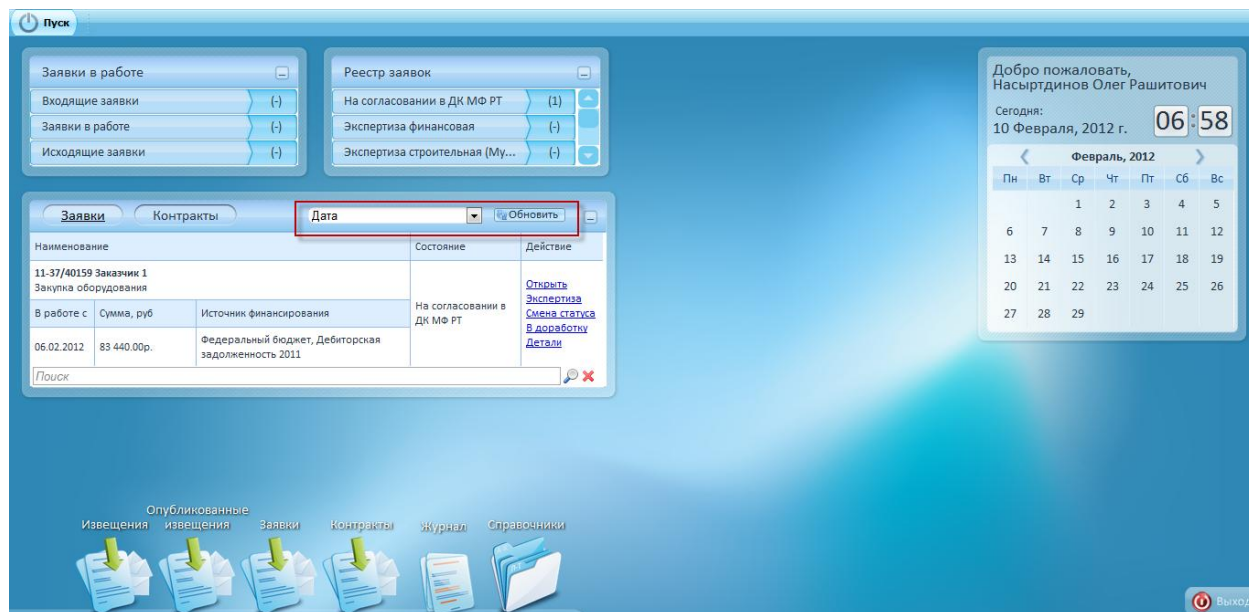 Пуск
Заявки в работе
Входящие заявки (-)
Заявки в работе (-)
Исходящие заявки (-)
Реестр заявок
На согласовании в ДК МФ РТ (1)
Экспертиза финансовая (-)
Экспертиза строительная (Му... (-)
Добро пожаловать,
Насыртдинов Олег Рашитович
Сегодня:
10 Февраля, 2012 г.
06:58
Февраль, 2012
Пн Вт Ср Чт Пт Сб Вс
1 2 3 4 5
6 7 8 9 10 11 12
13 14 15 16 17 18 19
20 21 22 23 24 25 26
27 28 29
Заявки Контракты Дата Обновить
Наименование Состояние Действие
11-37/40159 Заказчик 1
Закупка оборудования
В работе с Сумма, руб Источник финансирования
06.02.2012 83 440.00р. Федеральный бюджет, Дебиторская
задолженность 2011
На согласовании в
ДК МФ РТ
Открыть
Экспертиза
Смена статуса
В доработку
Детали
Поиск
Извещения
Опубликованные
извещения
Заявки
Контракты
Журнал
Справочники
Выход